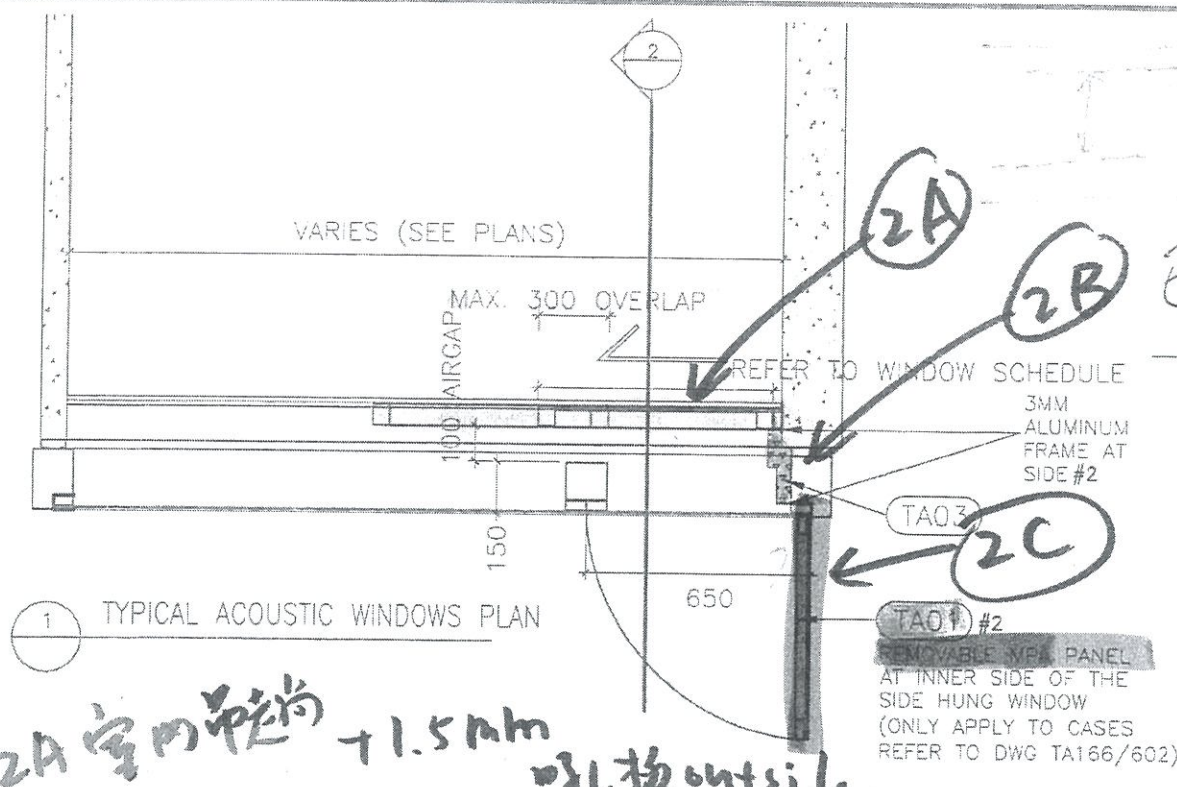 2
2A
VARIES (SEE PLANS)
2B
MAX. 300 OVERLAP
100 AIRGAP
REFER TO WINDOW SCHEDULE
3MM
ALUMINUM
FRAME AT
SIDE #2
TA03
2C
150
650
1 TYPICAL ACOUSTIC WINDOWS PLAN
TA01 #2
REMOVABLE MPA PANEL
AT INNER SIDE OF THE
SIDE HUNG WINDOW
(ONLY APPLY TO CASES
REFER TO DWG TA166/602)
2A 室内
+1.5mm